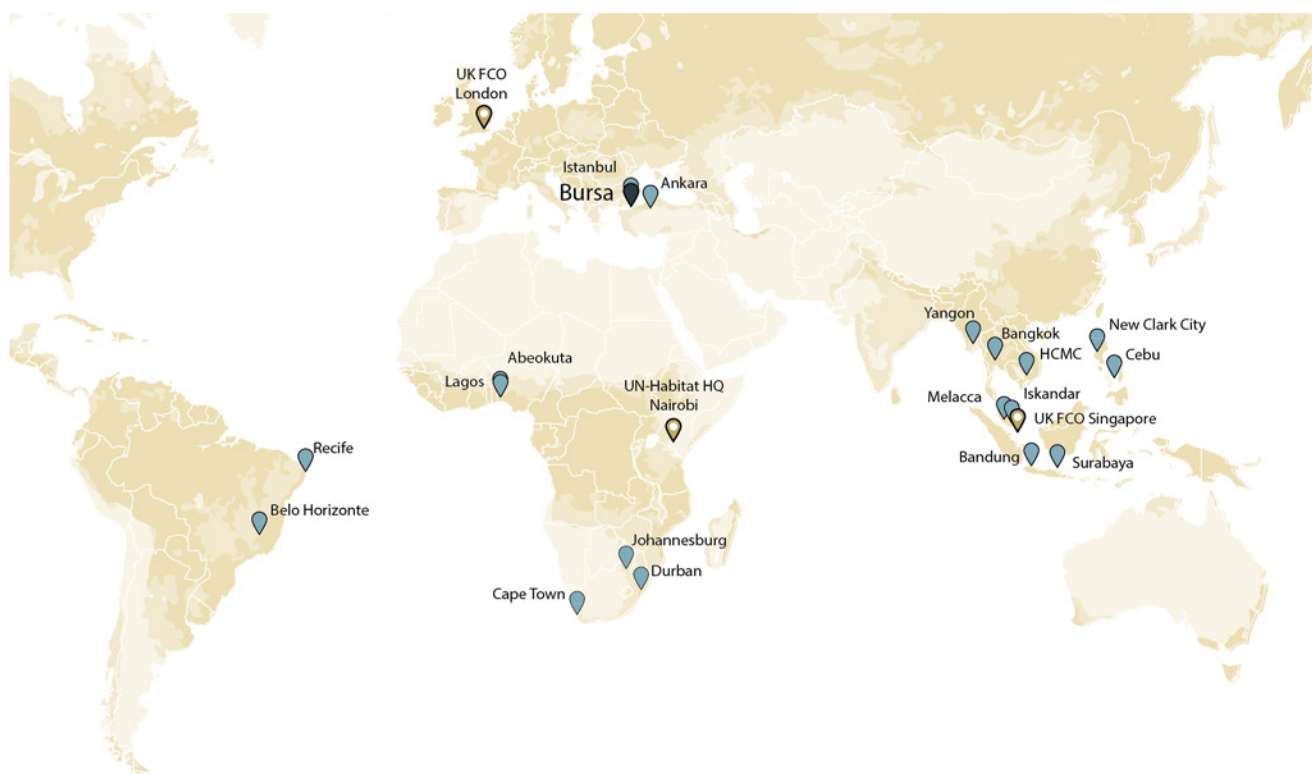 UK FCO
London
Istanbul
Bursa
Ankara
Yangon
Bangkok
New Clark City
HCMC
Cebu
Abeokuta
Lagos
UN-Habitat HQ
Nairobi
Melacca
Iskandar
UK FCO Singapore
Recife
Bandung
Surabaya
Belo Horizonte
Johannesburg
Durban
Cape Town